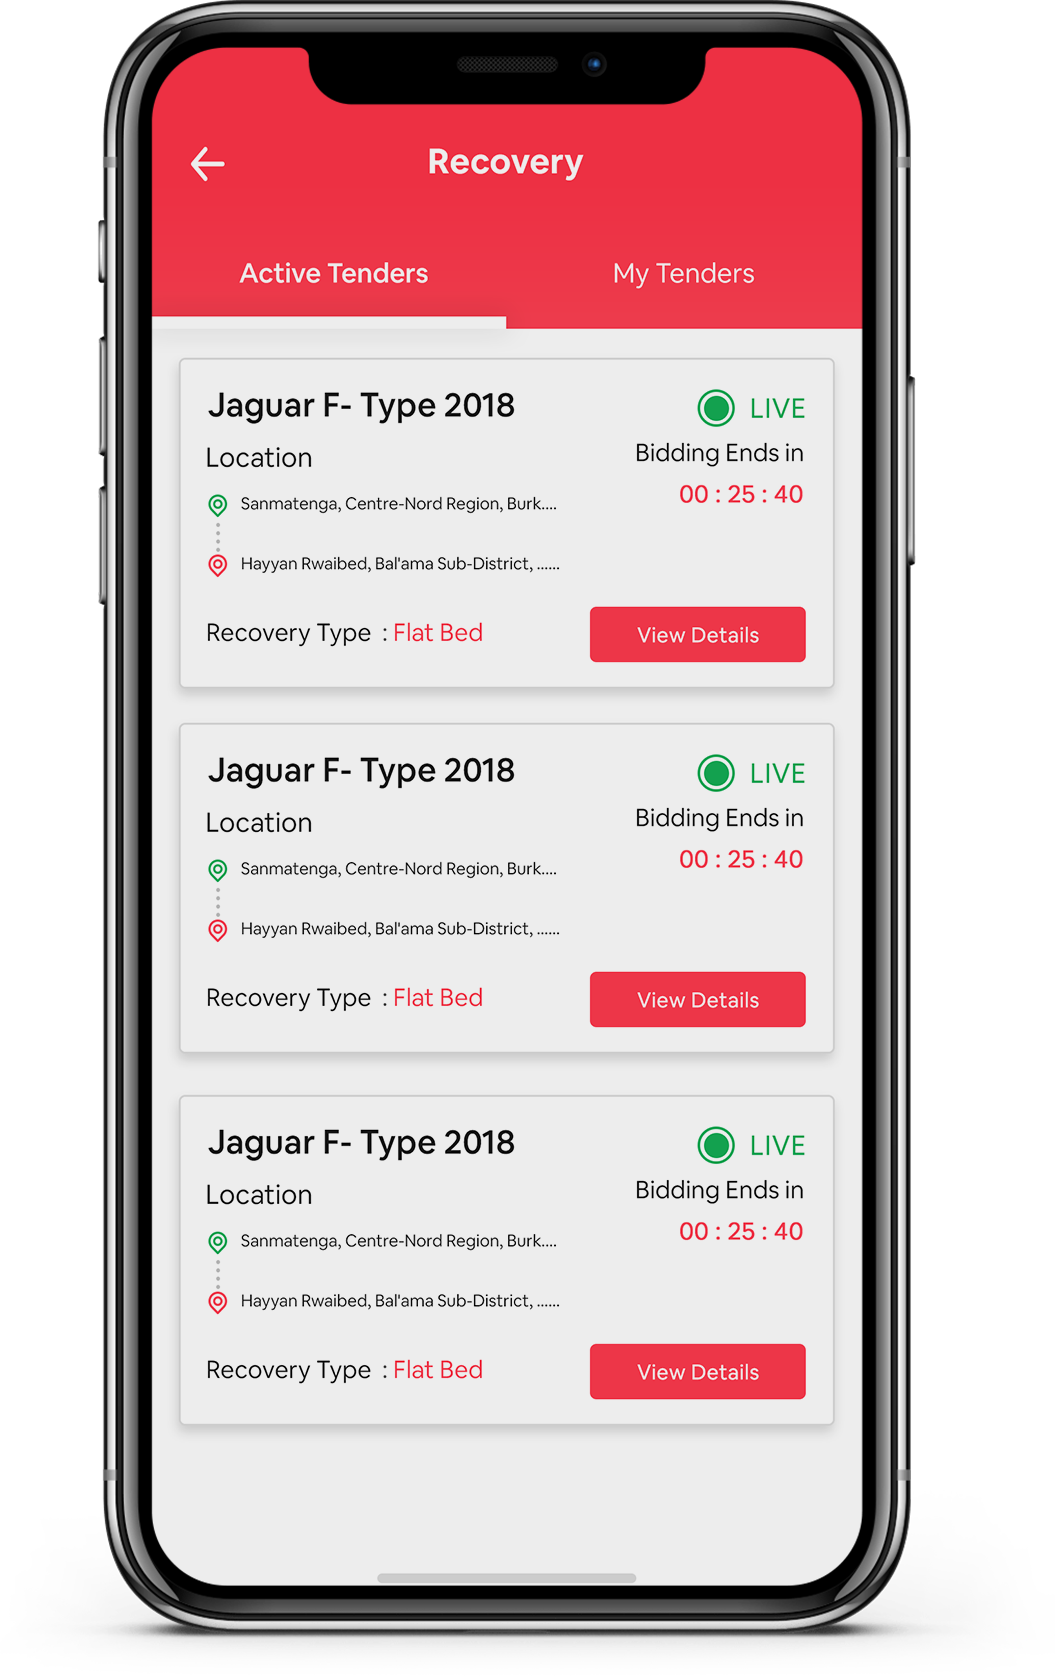 Recovery
Active Tenders My Tenders
Jaguar F- Type 2018 LIVE
Location Bidding Ends in
Sanmatenga, Centre-Nord Region, Burk.... 00 : 25 : 40
Hayyan Rwaibed, Bal'ama Sub-District, ......
Recovery Type : Flat Bed View Details
Jaguar F- Type 2018 LIVE
Location Bidding Ends in
Sanmatenga, Centre-Nord Region, Burk.... 00 : 25 : 40
Hayyan Rwaibed, Bal'ama Sub-District, ......
Recovery Type : Flat Bed View Details
Jaguar F- Type 2018 LIVE
Location Bidding Ends in
Sanmatenga, Centre-Nord Region, Burk.... 00 : 25 : 40
Hayyan Rwaibed, Bal'ama Sub-District, ......
Recovery Type : Flat Bed View Details